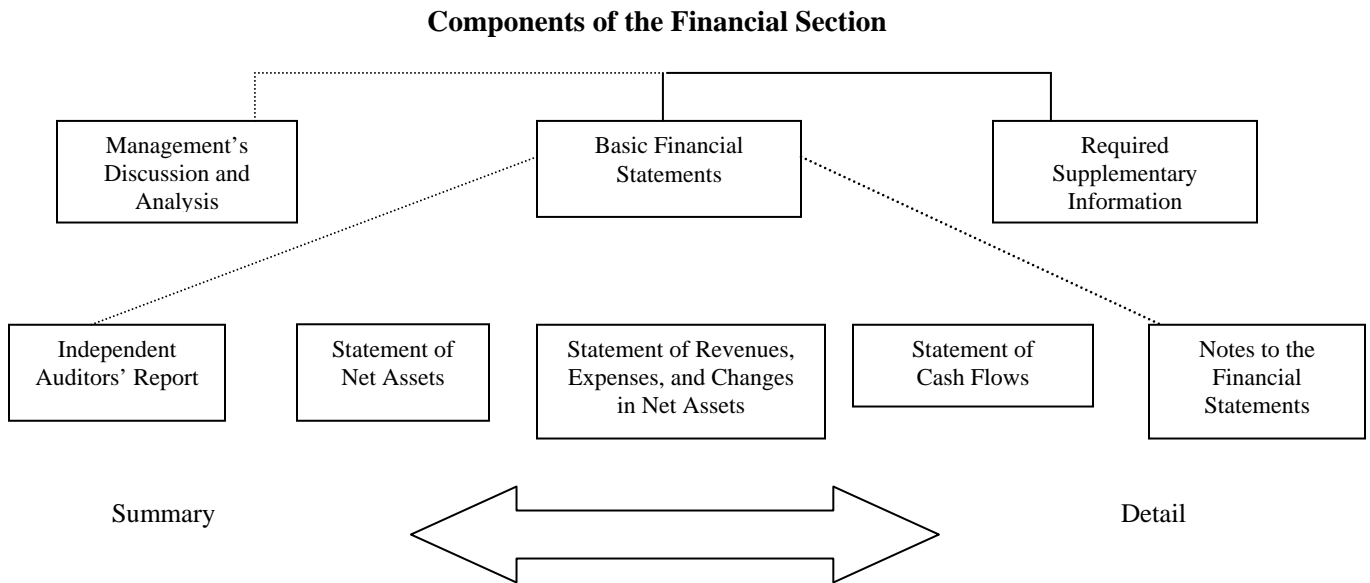 Components of the Financial Section
Management’s
Discussion and
Analysis
Basic Financial
Statements
Required
Supplementary
Information
Independent
Auditors’ Report
Statement of
Net Assets
Statement of Revenues,
Expenses, and Changes
in Net Assets
Statement of
Cash Flows
Notes to the
Financial
Statements
Summary
Detail